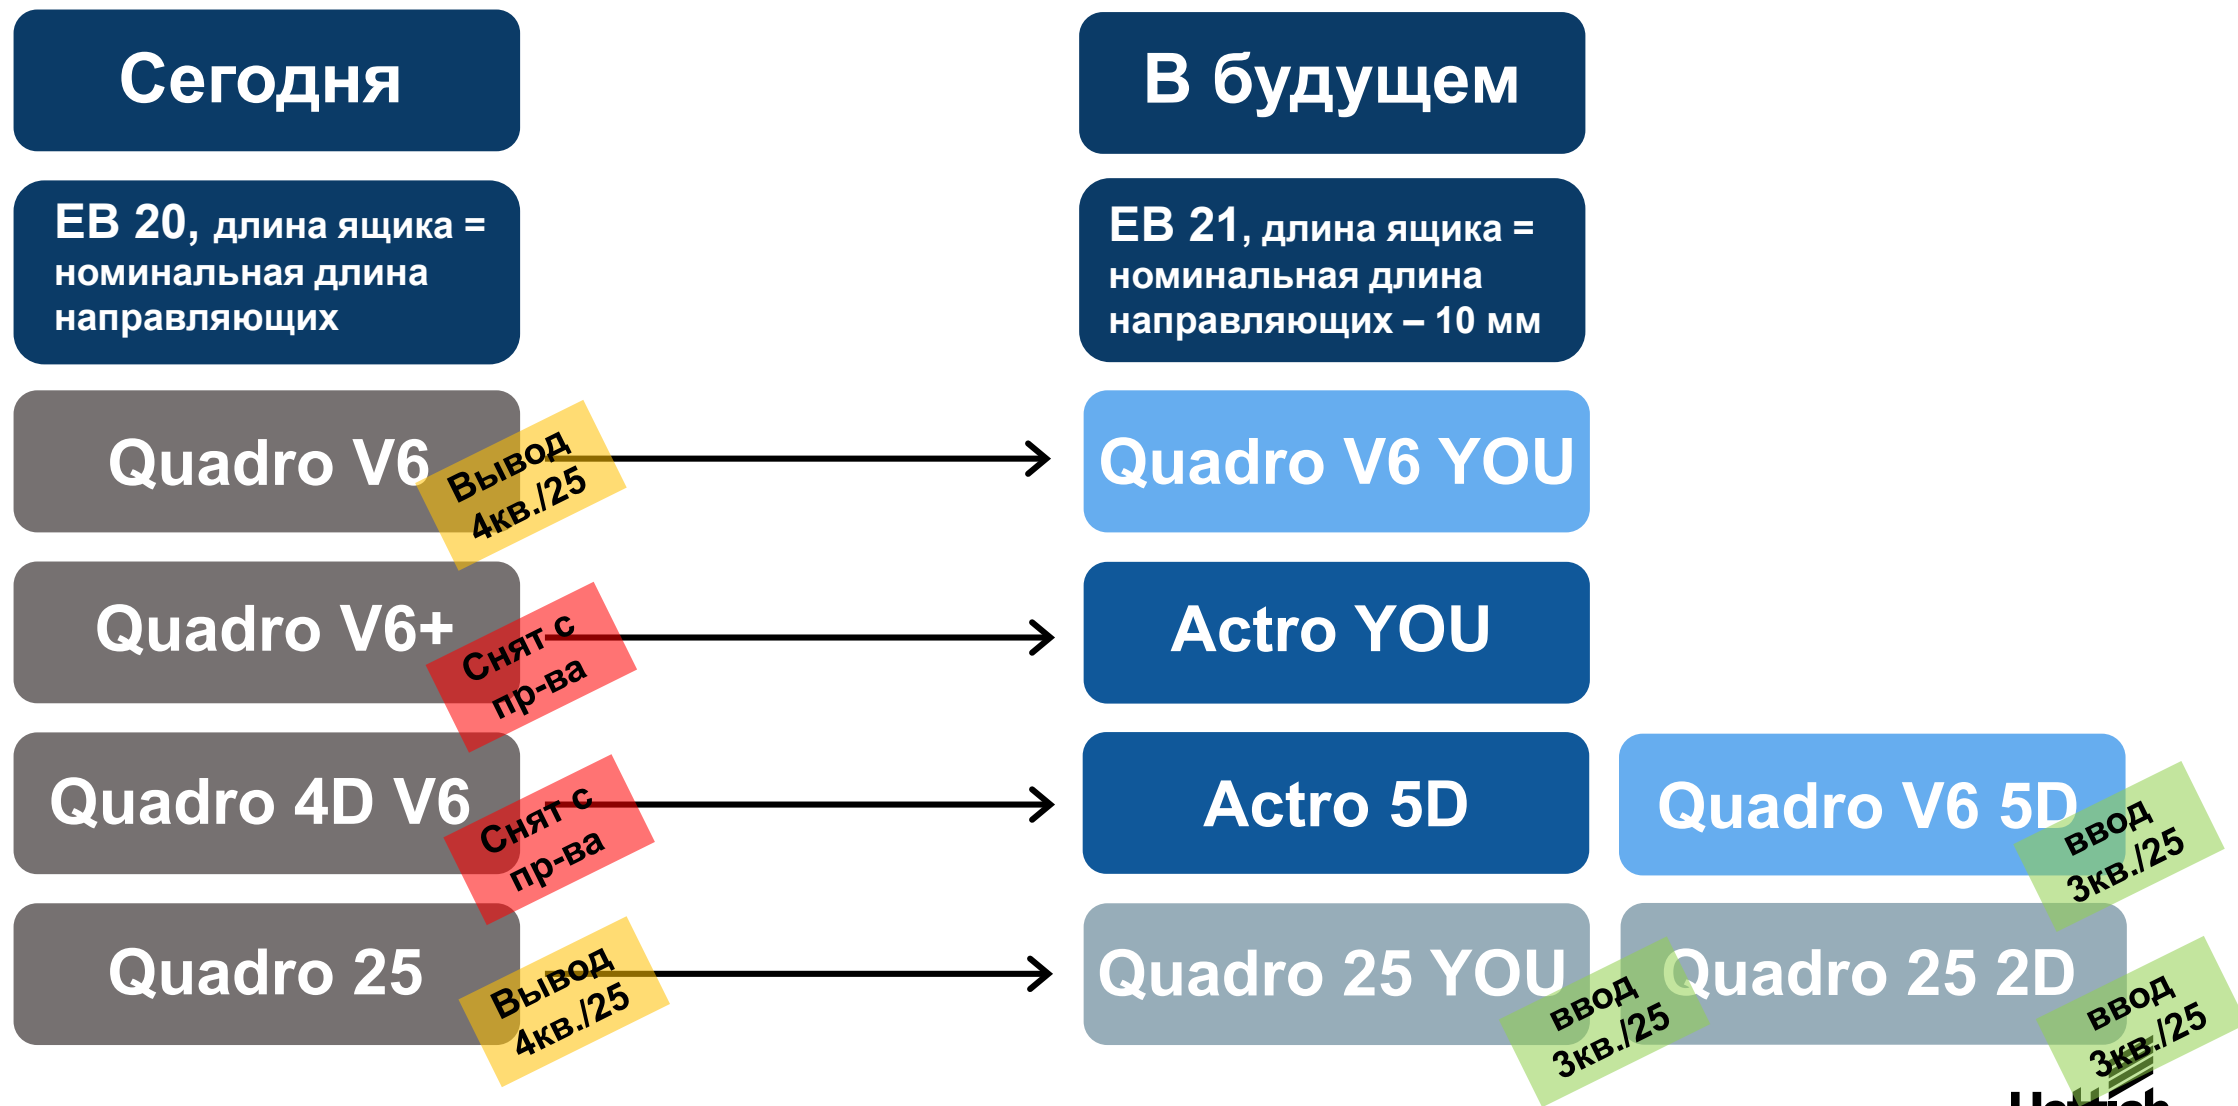 Сегодня
В будущем
EB 20, длина ящика =
номинальная длина
направляющих
EB 21, длина ящика =
номинальная длина
направляющих – 10 мм
Quadro V6
Вывод
4кв./25
Quadro V6 YOU
Quadro V6+
Снят с
пр-ва
Actro YOU
Quadro 4D V6
Снят с
пр-ва
Actro 5D
Quadro V6 5D
ввод
3кв./25
Quadro 25
Вывод
4кв./25
Quadro 25 YOU
ввод
3кв./25
Quadro 25 2D
ввод
3кв./25